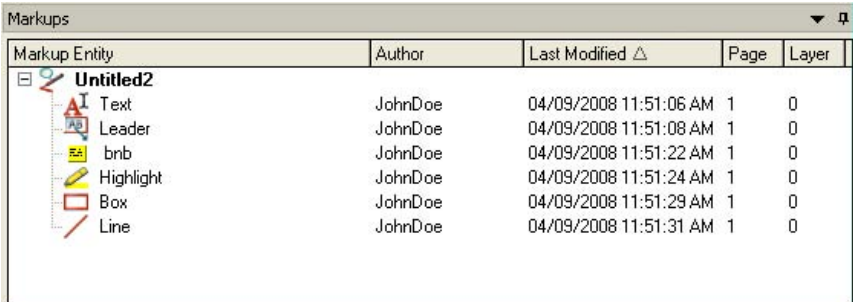 Markups
Markup Entity Author Last Modified △ Page Layer
Untitled2
Text JohnDoe 04/09/2008 11:51:06 AM 1 0
Leader JohnDoe 04/09/2008 11:51:08 AM 1 0
bnb JohnDoe 04/09/2008 11:51:22 AM 1 0
Highlight JohnDoe 04/09/2008 11:51:24 AM 1 0
Box JohnDoe 04/09/2008 11:51:29 AM 1 0
Line JohnDoe 04/09/2008 11:51:31 AM 1 0